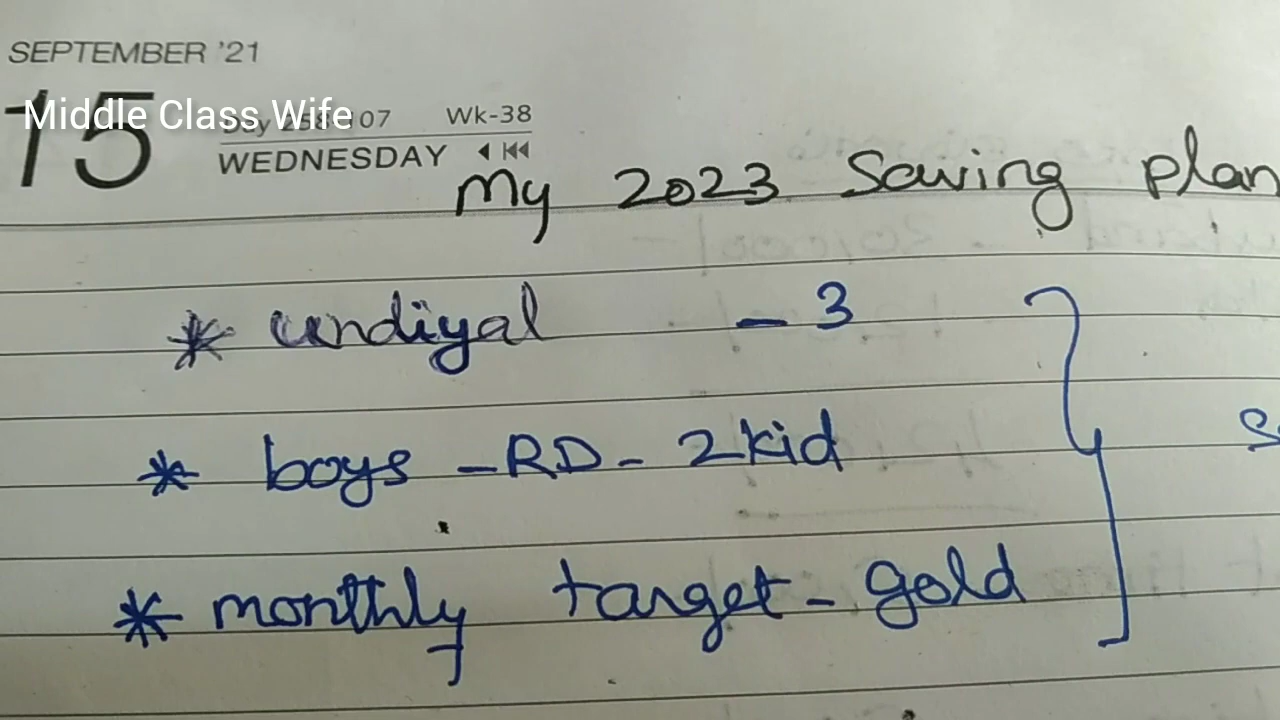 SEPTEMBER '21
15
Middle Class Wife
Wk-38
WEDNESDAY
My 2023 Saving plan
* undiyal - 3
* boys - RD - 2 kid
* monthly target - gold